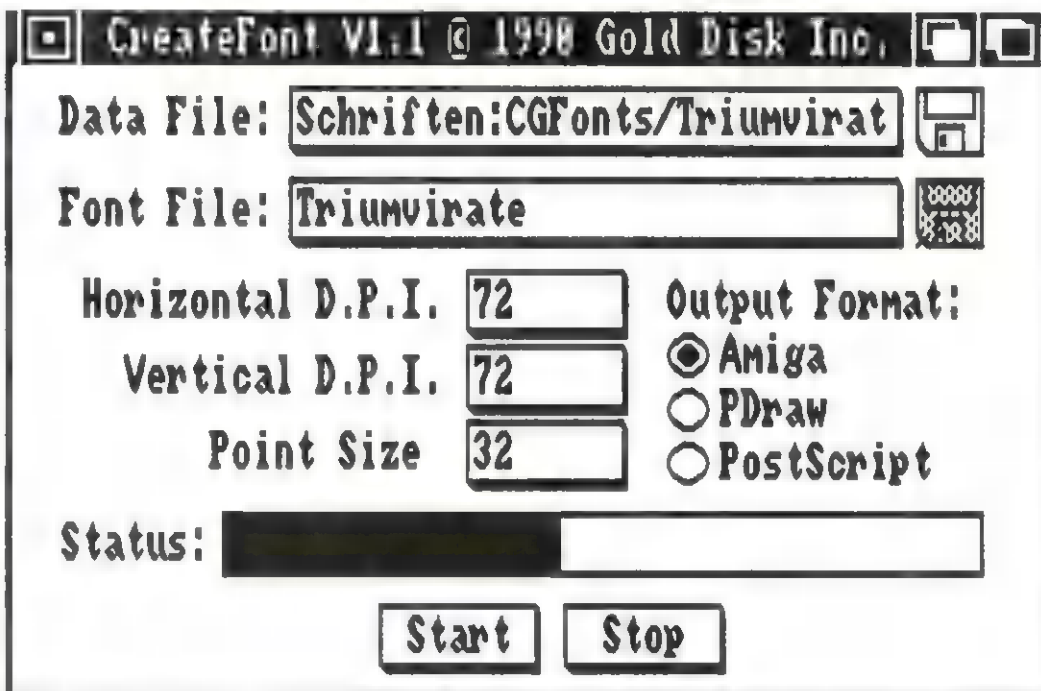 CreateFont V1.1 © 1990 Gold Disk Inc.
Data File: Schriften:CGFonts/Triumvirat
Font File: Triumvirate
Horizontal D.P.I. 72
Output Format:
Vertical D.P.I. 72
Amiga
PDraw
Point Size 32
PostScript
Status:
Start Stop